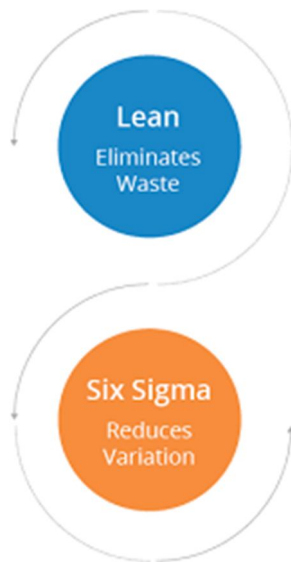 Lean
Eliminates
Waste
Six Sigma
Reduces
Variation